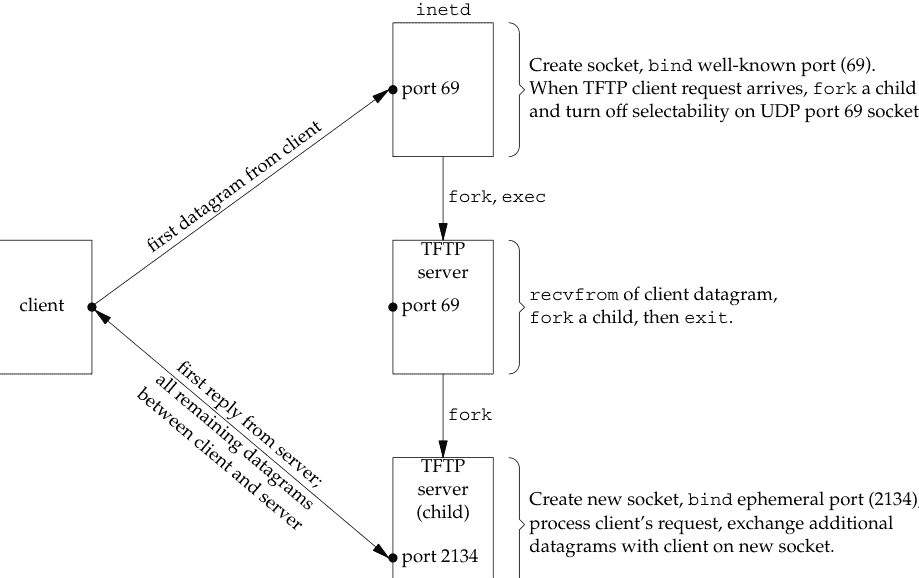 inetd
port 69
Create socket, bind well-known port (69).
When TFTP client request arrives, fork a child
and turn off selectability on UDP port 69 socket
first datagram from client
fork, exec
client
TFTP
server
port 69
recvfrom of client datagram,
fork a child, then exit.
first reply from server;
all remaining datagrams
between client and server
fork
TFTP
server
(child)
port 2134
Create new socket, bind ephemeral port (2134),
process client's request, exchange additional
datagrams with client on new socket.